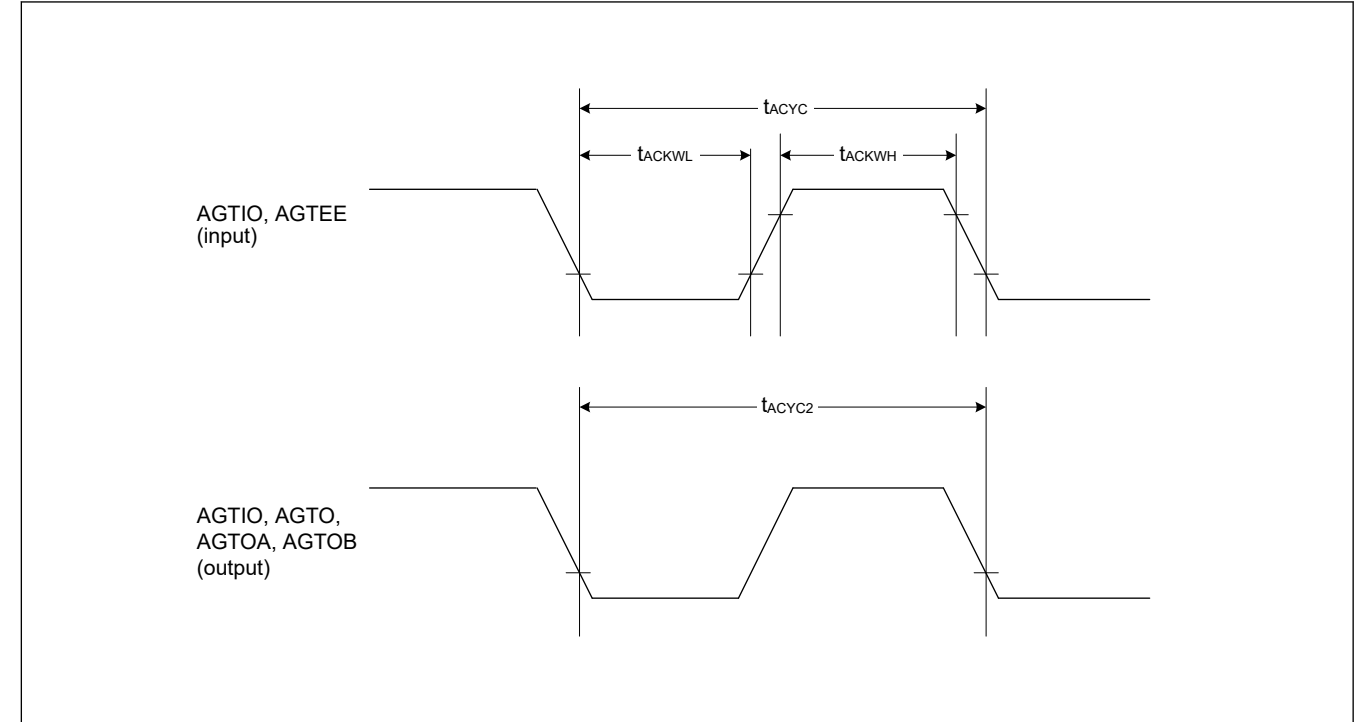 tACYC
tACKWL
tACKWH
AGTIO, AGTEE
(input)
tACYC2
AGTIO, AGTO,
AGTOA, AGTOB
(output)